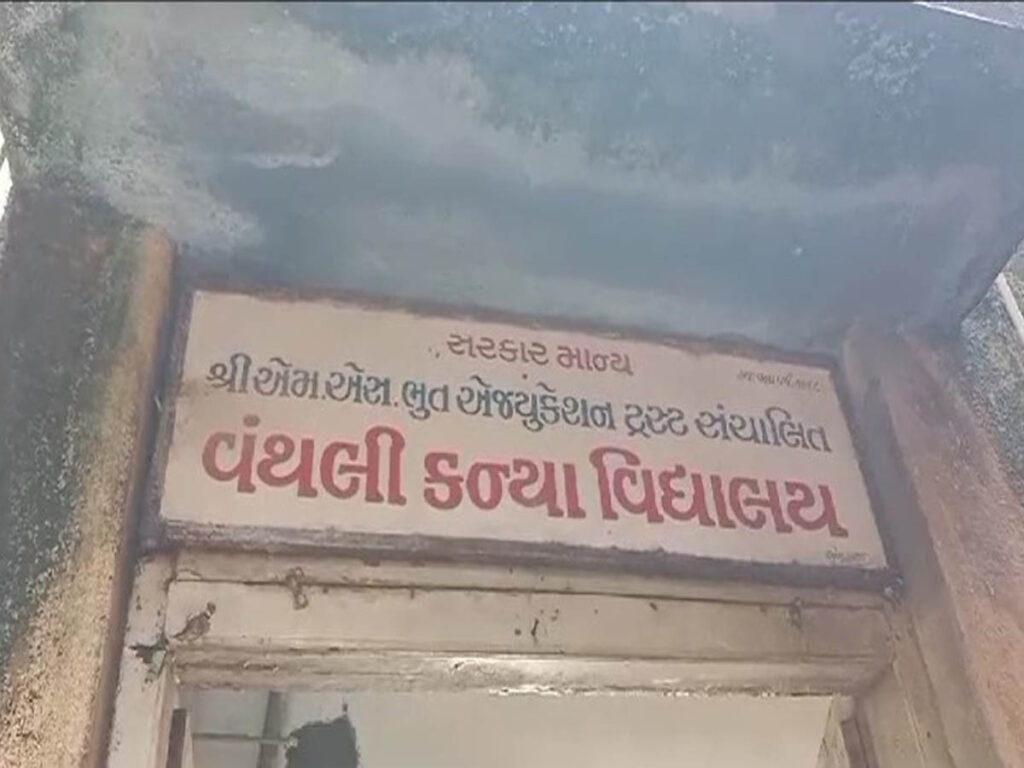 સરકાર માન્ય
શ્રી એમ.એસ. ભુત એજ્યુકેશન ટ્રસ્ટ સંચાલિત
વંથલી કન્યા વિદ્યાલય